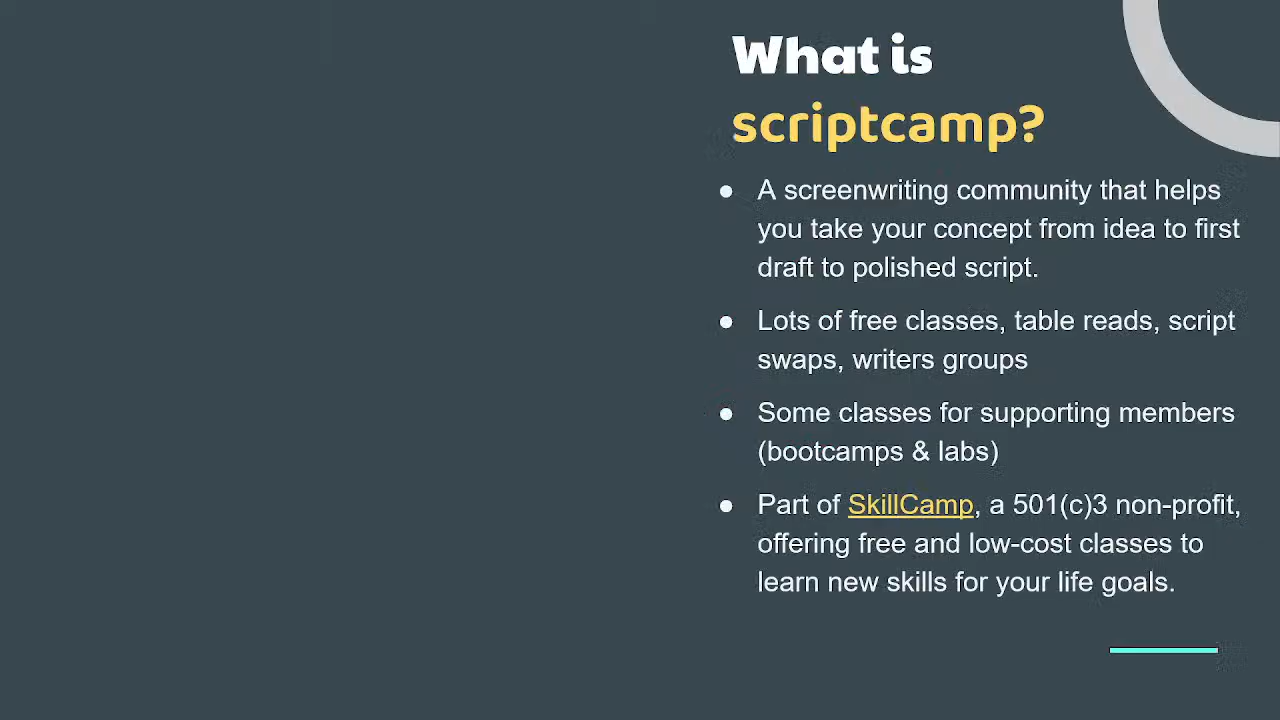 What is
scriptcamp?
● A screenwriting community that helps
you take your concept from idea to first
draft to polished script.
● Lots of free classes, table reads, script
swaps, writers groups
● Some classes for supporting members
(bootcamps & labs)
● Part of SkillCamp, a 501(c)3 non-profit,
offering free and low-cost classes to
learn new skills for your life goals.